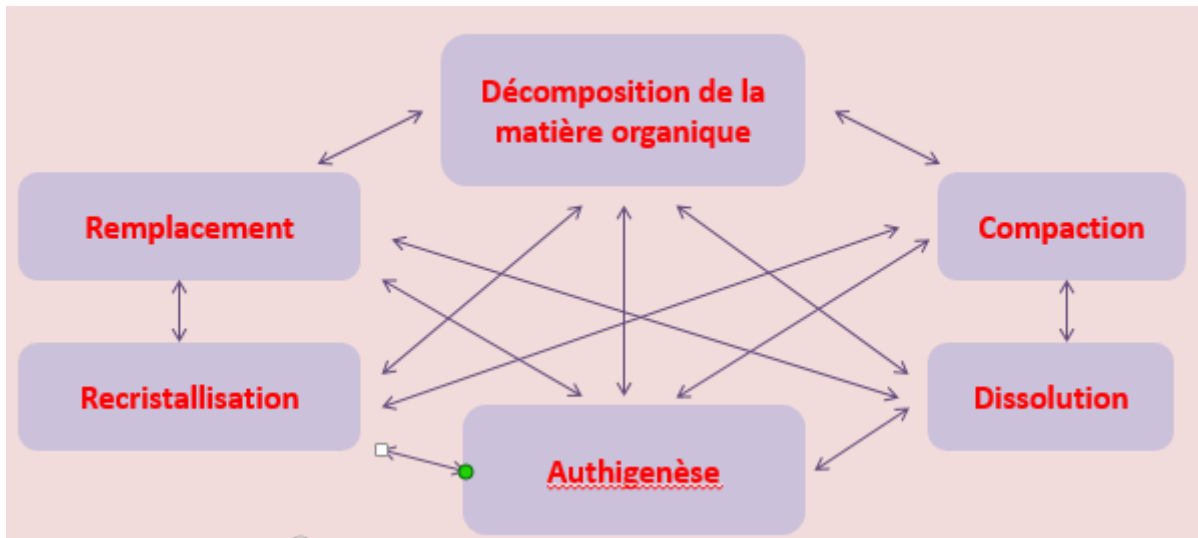 Décomposition de la
matière organique
Remplacement
Compaction
Recristallisation
Dissolution
Authigenèse